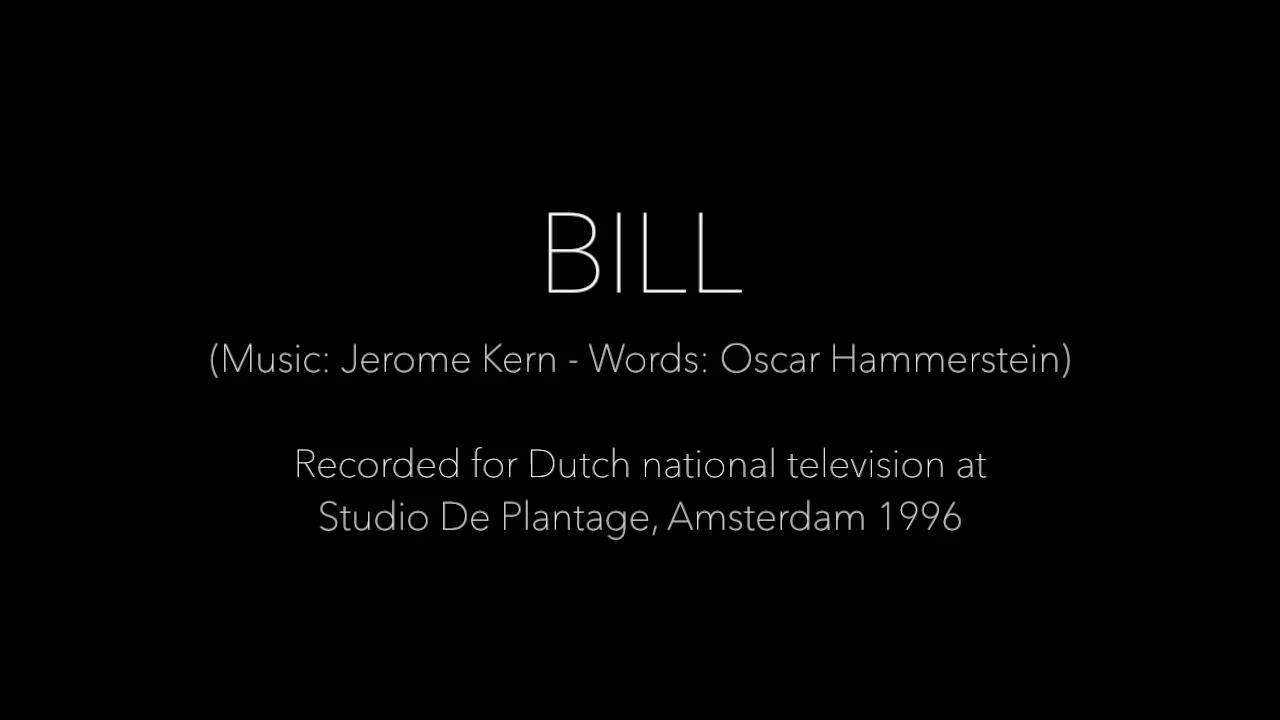 BILL
(Music: Jerome Kern - Words: Oscar Hammerstein)
Recorded for Dutch national television at
Studio De Plantage, Amsterdam 1996